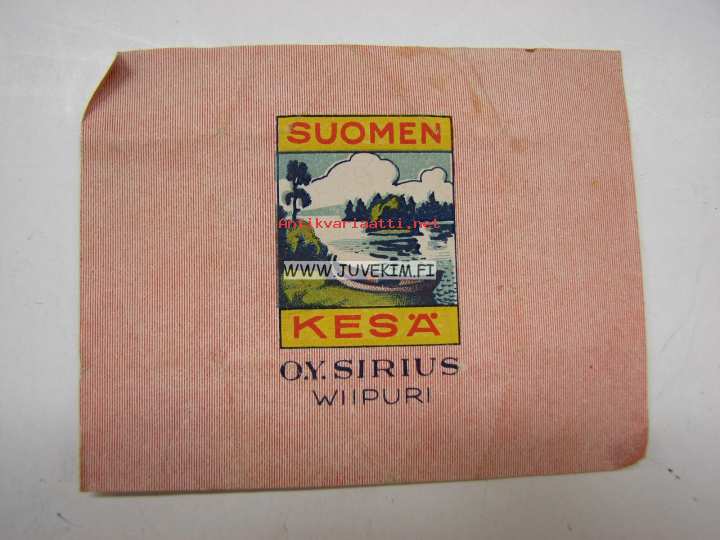 SUOMEN
Antikvariaatti.net
WWW.JUVEKIM.FI
KESÄ
O.Y. SIRIUS
WIIPURI